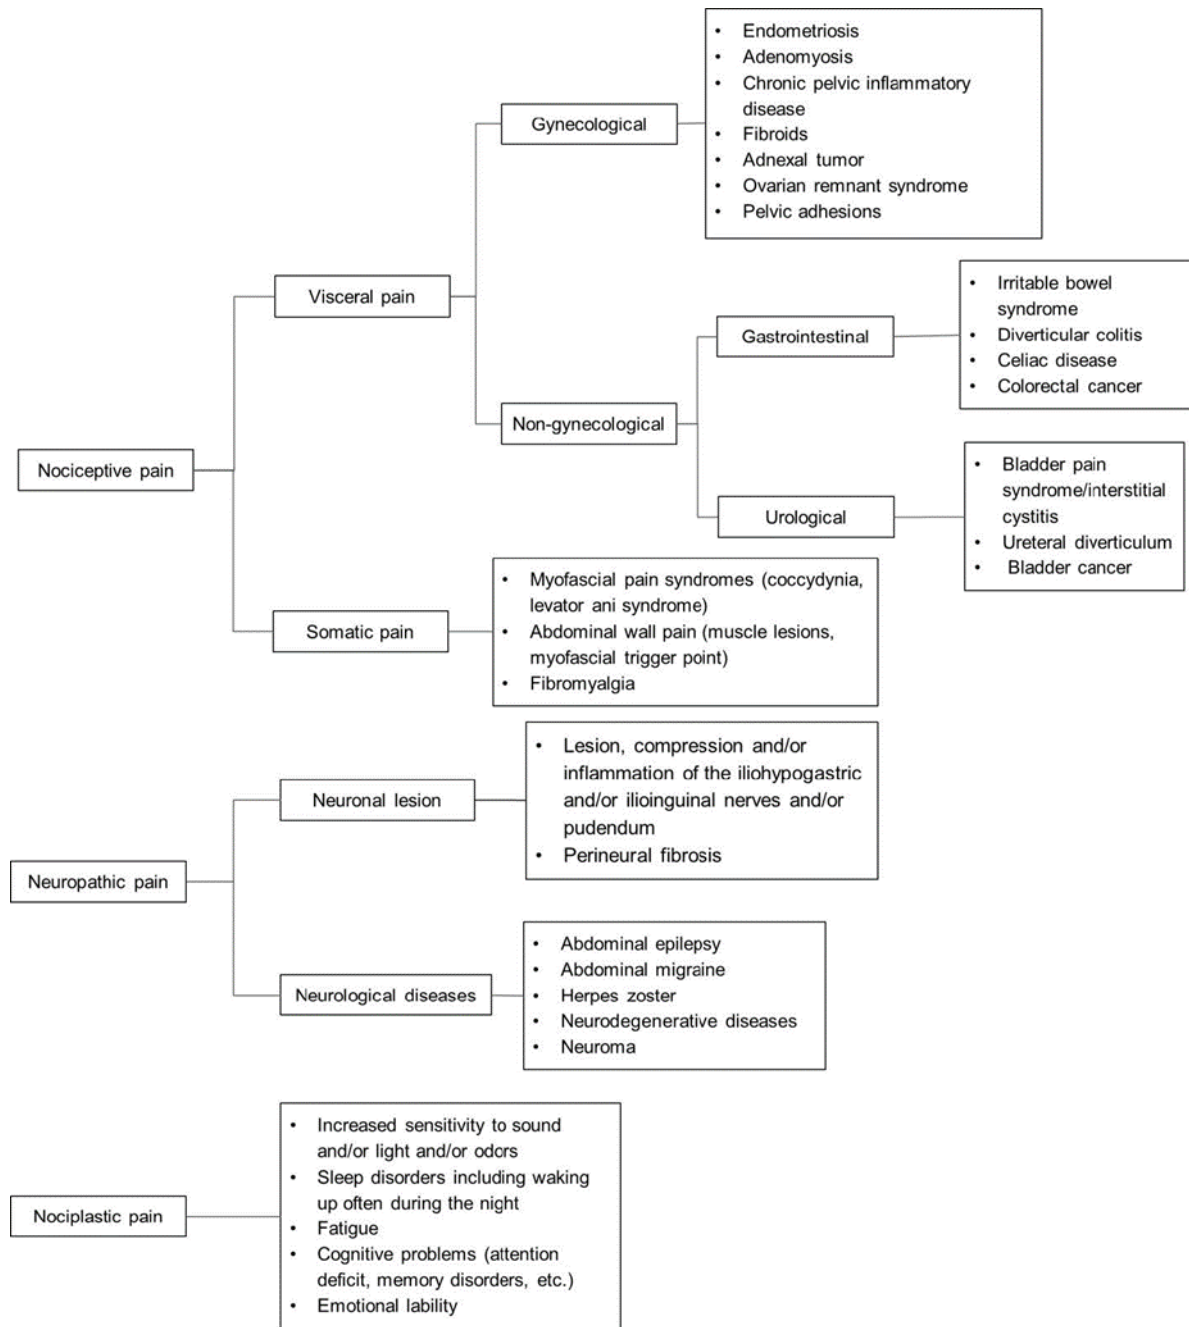 • Endometriosis
• Adenomyosis
• Chronic pelvic inflammatory
disease
• Fibroids
• Adnexal tumor
• Ovarian remnant syndrome
• Pelvic adhesions
Gynecological
Visceral pain
• Irritable bowel
syndrome
• Diverticular colitis
• Celiac disease
• Colorectal cancer
Gastrointestinal
Non-gynecological
Nociceptive pain
• Bladder pain
syndrome/interstitial
cystitis
• Ureteral diverticulum
• Bladder cancer
Urological
• Myofascial pain syndromes (coccydynia,
levator ani syndrome)
• Abdominal wall pain (muscle lesions,
myofascial trigger point)
• Fibromyalgia
Somatic pain
• Lesion, compression and/or
inflammation of the iliohypogastric
and/or ilioinguinal nerves and/or
pudendum
• Perineural fibrosis
Neuronal lesion
Neuropathic pain
• Abdominal epilepsy
• Abdominal migraine
• Herpes zoster
• Neurodegenerative diseases
• Neuroma
Neurological diseases
• Increased sensitivity to sound
and/or light and/or odors
• Sleep disorders including waking
up often during the night
• Fatigue
• Cognitive problems (attention
deficit, memory disorders, etc.)
• Emotional lability
Nociplastic pain